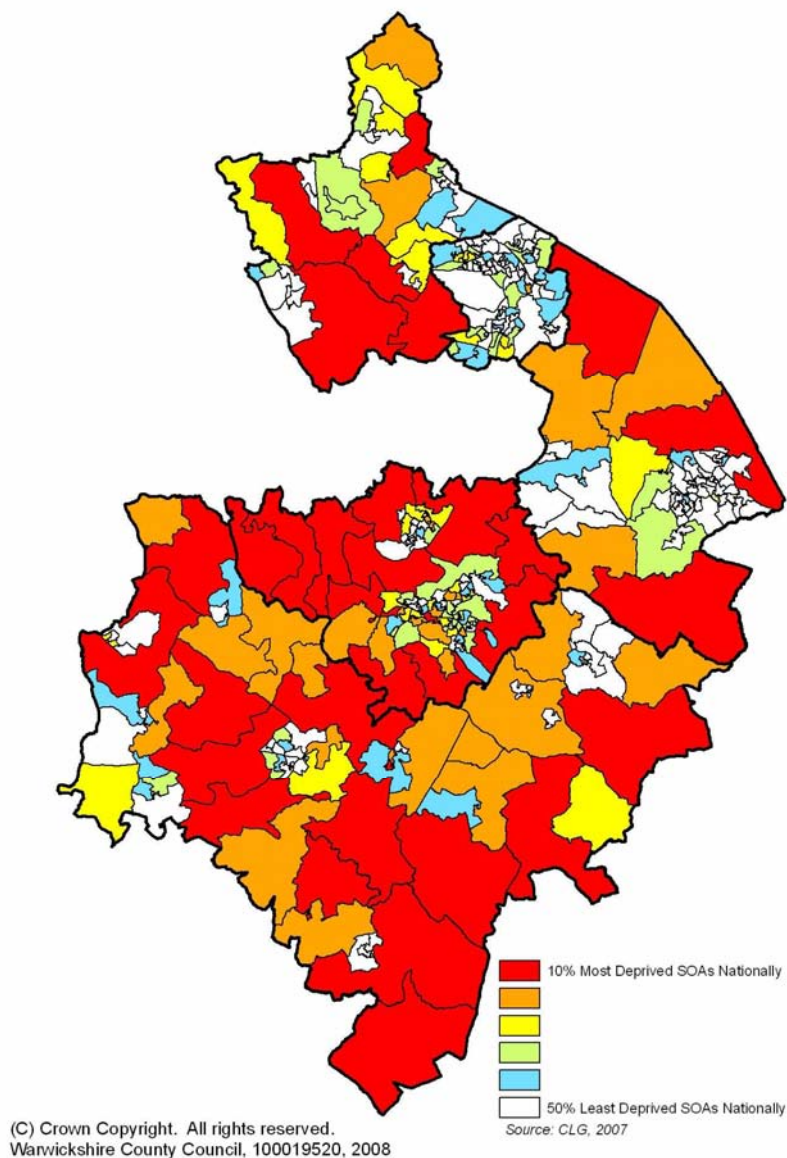 10% Most Deprived SOAs Nationally
50% Least Deprived SOAs Nationally
Source: CLG, 2007
(C) Crown Copyright. All rights reserved.
Warwickshire County Council, 100019520, 2008